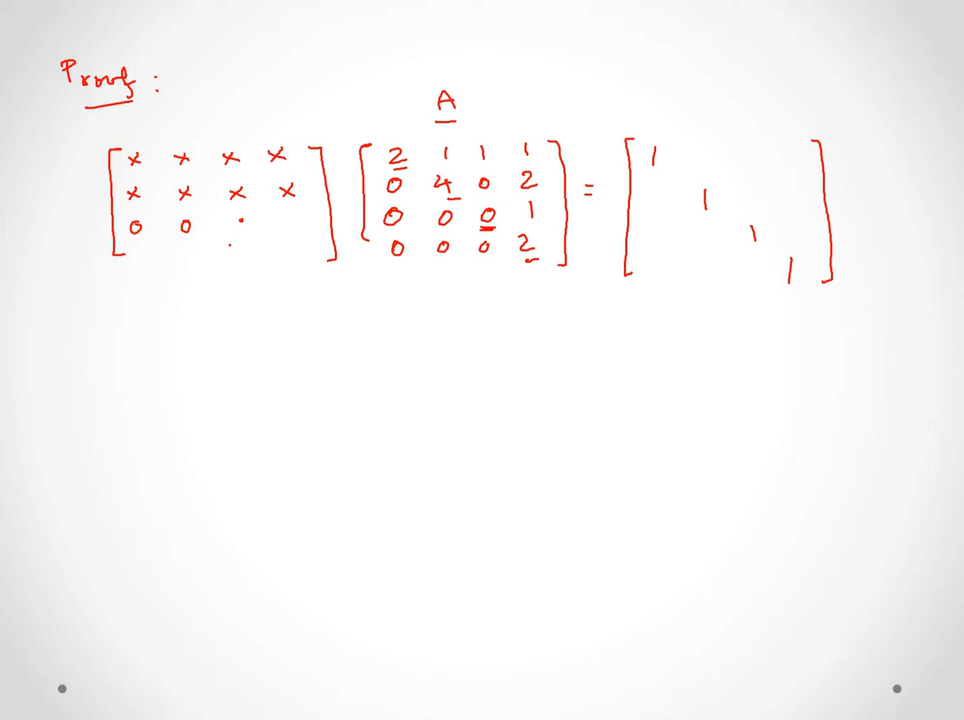 Proof :
A
[ x x x x ] [ 2 1 1 1 ] = [ 1 ]
[ x x x x ] [ 0 4 0 2 ] [ 1 ]
[ 0 0 . ] [ 0 0 0 1 ] [ 1 ]
[ . ] [ 0 0 0 2 ] [ 1 ]